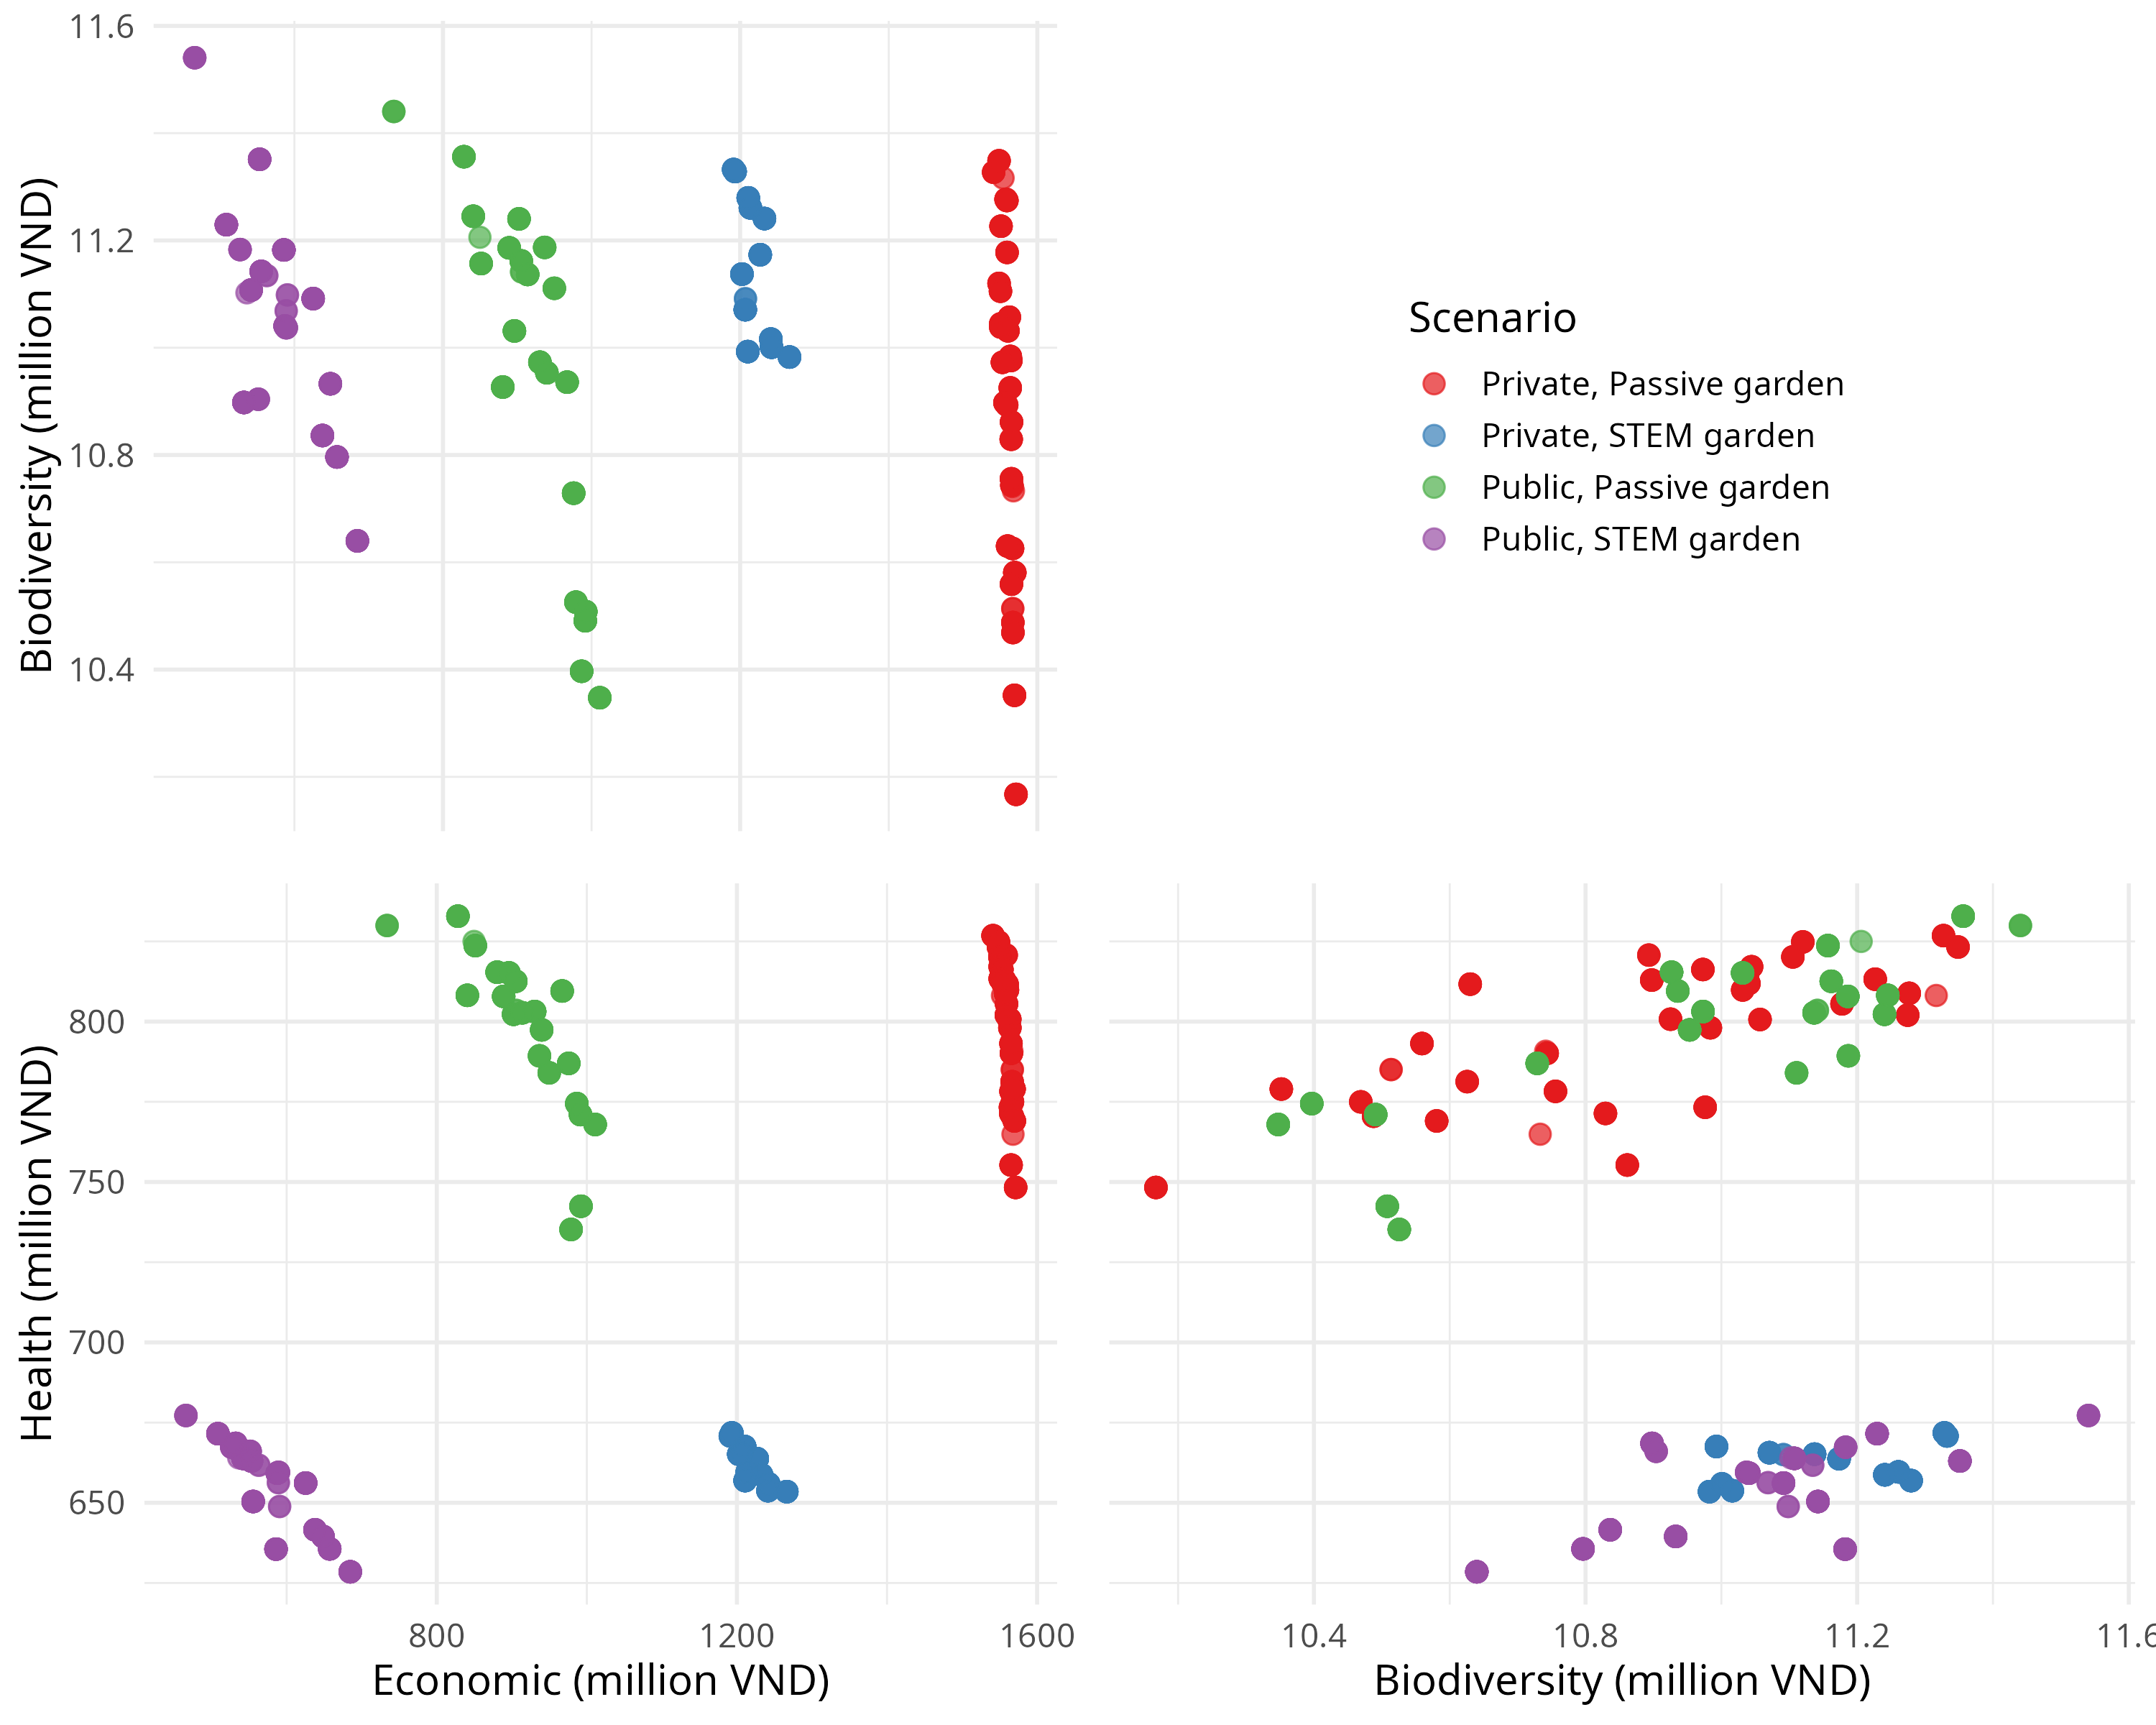 11.6
11.2
10.8
10.4
Biodiversity (million VND)
Scenario
Private, Passive garden
Private, STEM garden
Public, Passive garden
Public, STEM garden
800
750
700
650
Health (million VND)
800 1200 1600
Economic (million VND)
10.4 10.8 11.2 11.6
Biodiversity (million VND)